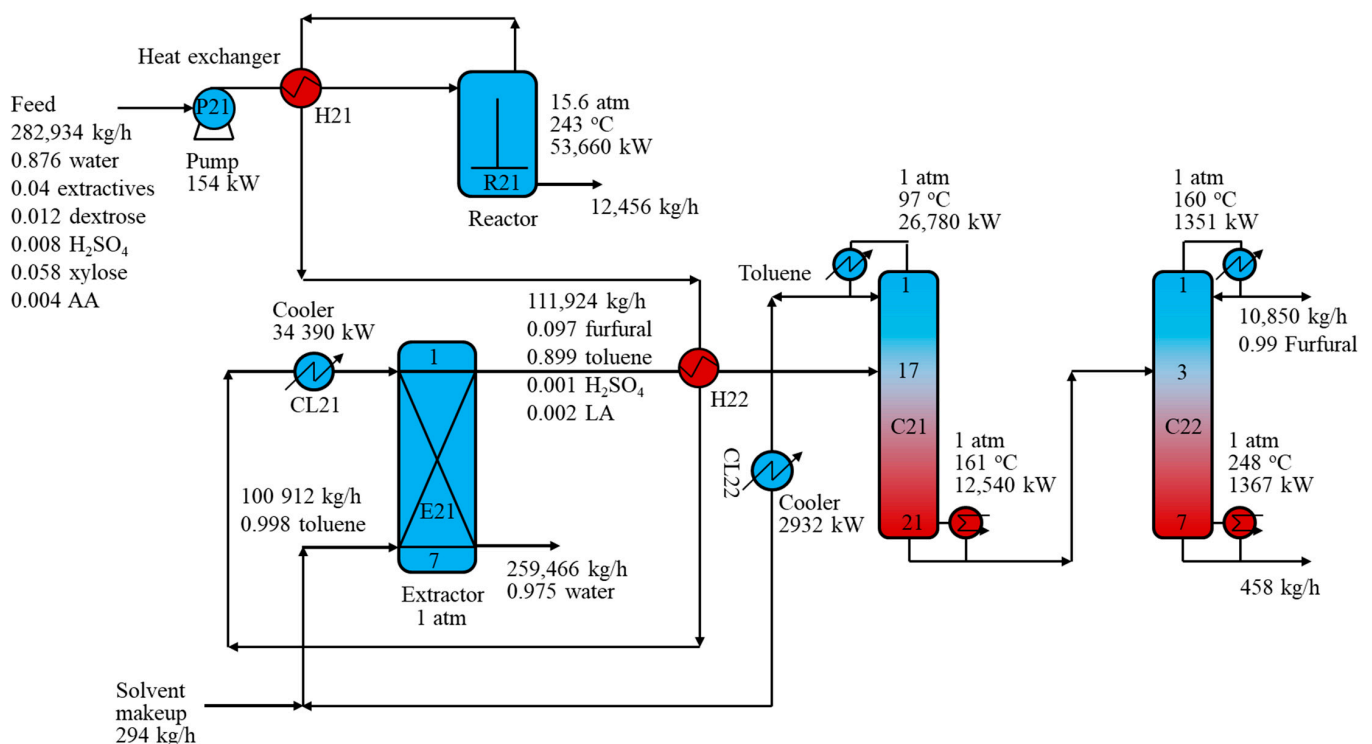 Heat exchanger
P21
H21
Feed
282,934 kg/h
0.876 water
0.04 extractives
0.012 dextrose
0.008 H₂SO₄
0.058 xylose
0.004 AA
Pump
154 kW
15.6 atm
243 °C
53,660 kW
R21
Reactor
12,456 kg/h
1 atm
97 °C
26,780 kW
1 atm
160 °C
1351 kW
Toluene
1
1
10,850 kg/h
0.99 Furfural
Cooler
34 390 kW
CL21
111,924 kg/h
0.097 furfural
0.899 toluene
0.001 H₂SO₄
0.002 LA
1
H22
17
3
C21
C22
CL22
Cooler
2932 kW
1 atm
161 °C
12,540 kW
1 atm
248 °C
1367 kW
100 912 kg/h
0.998 toluene
E21
7
21
7
259,466 kg/h
0.975 water
Extractor
1 atm
458 kg/h
Solvent
makeup
294 kg/h